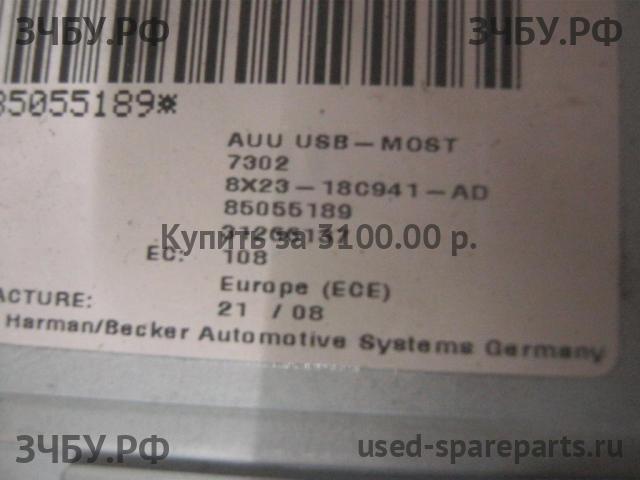 ЗЧБУ.РФ ЗЧБУ.РФ
85055189*
AUU USB-MOST
7302
8X23-18C941-AD
85055189
Купить за 3100.00 р.
EC: 108
Europe (ECE)
ACTURE: 21 / 08
Harman/Becker Automotive Systems Germany
ЗЧБУ.РФ used-spareparts.ru